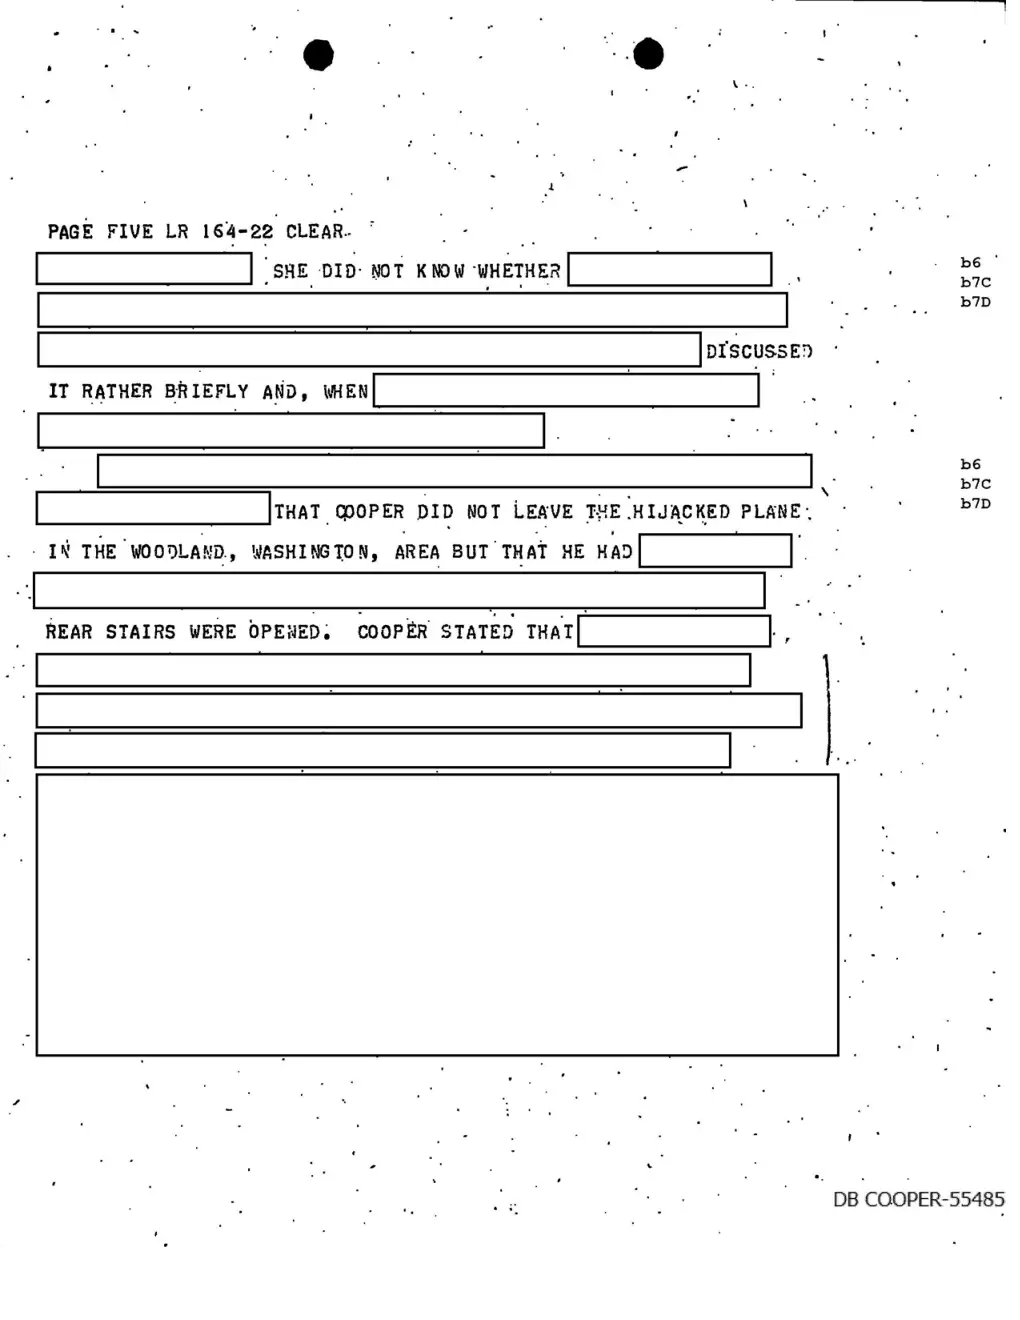 PAGE FIVE LR 164-22 CLEAR
SHE DID NOT KNOW WHETHER
b6
b7C
b7D
DISCUSSED
IT RATHER BRIEFLY AND, WHEN
b6
b7C
b7D
THAT COOPER DID NOT LEAVE THE HIJACKED PLANE
IN THE WOODLAND, WASHINGTON, AREA BUT THAT HE HAD
REAR STAIRS WERE OPENED. COOPER STATED THAT
DB COOPER-55485